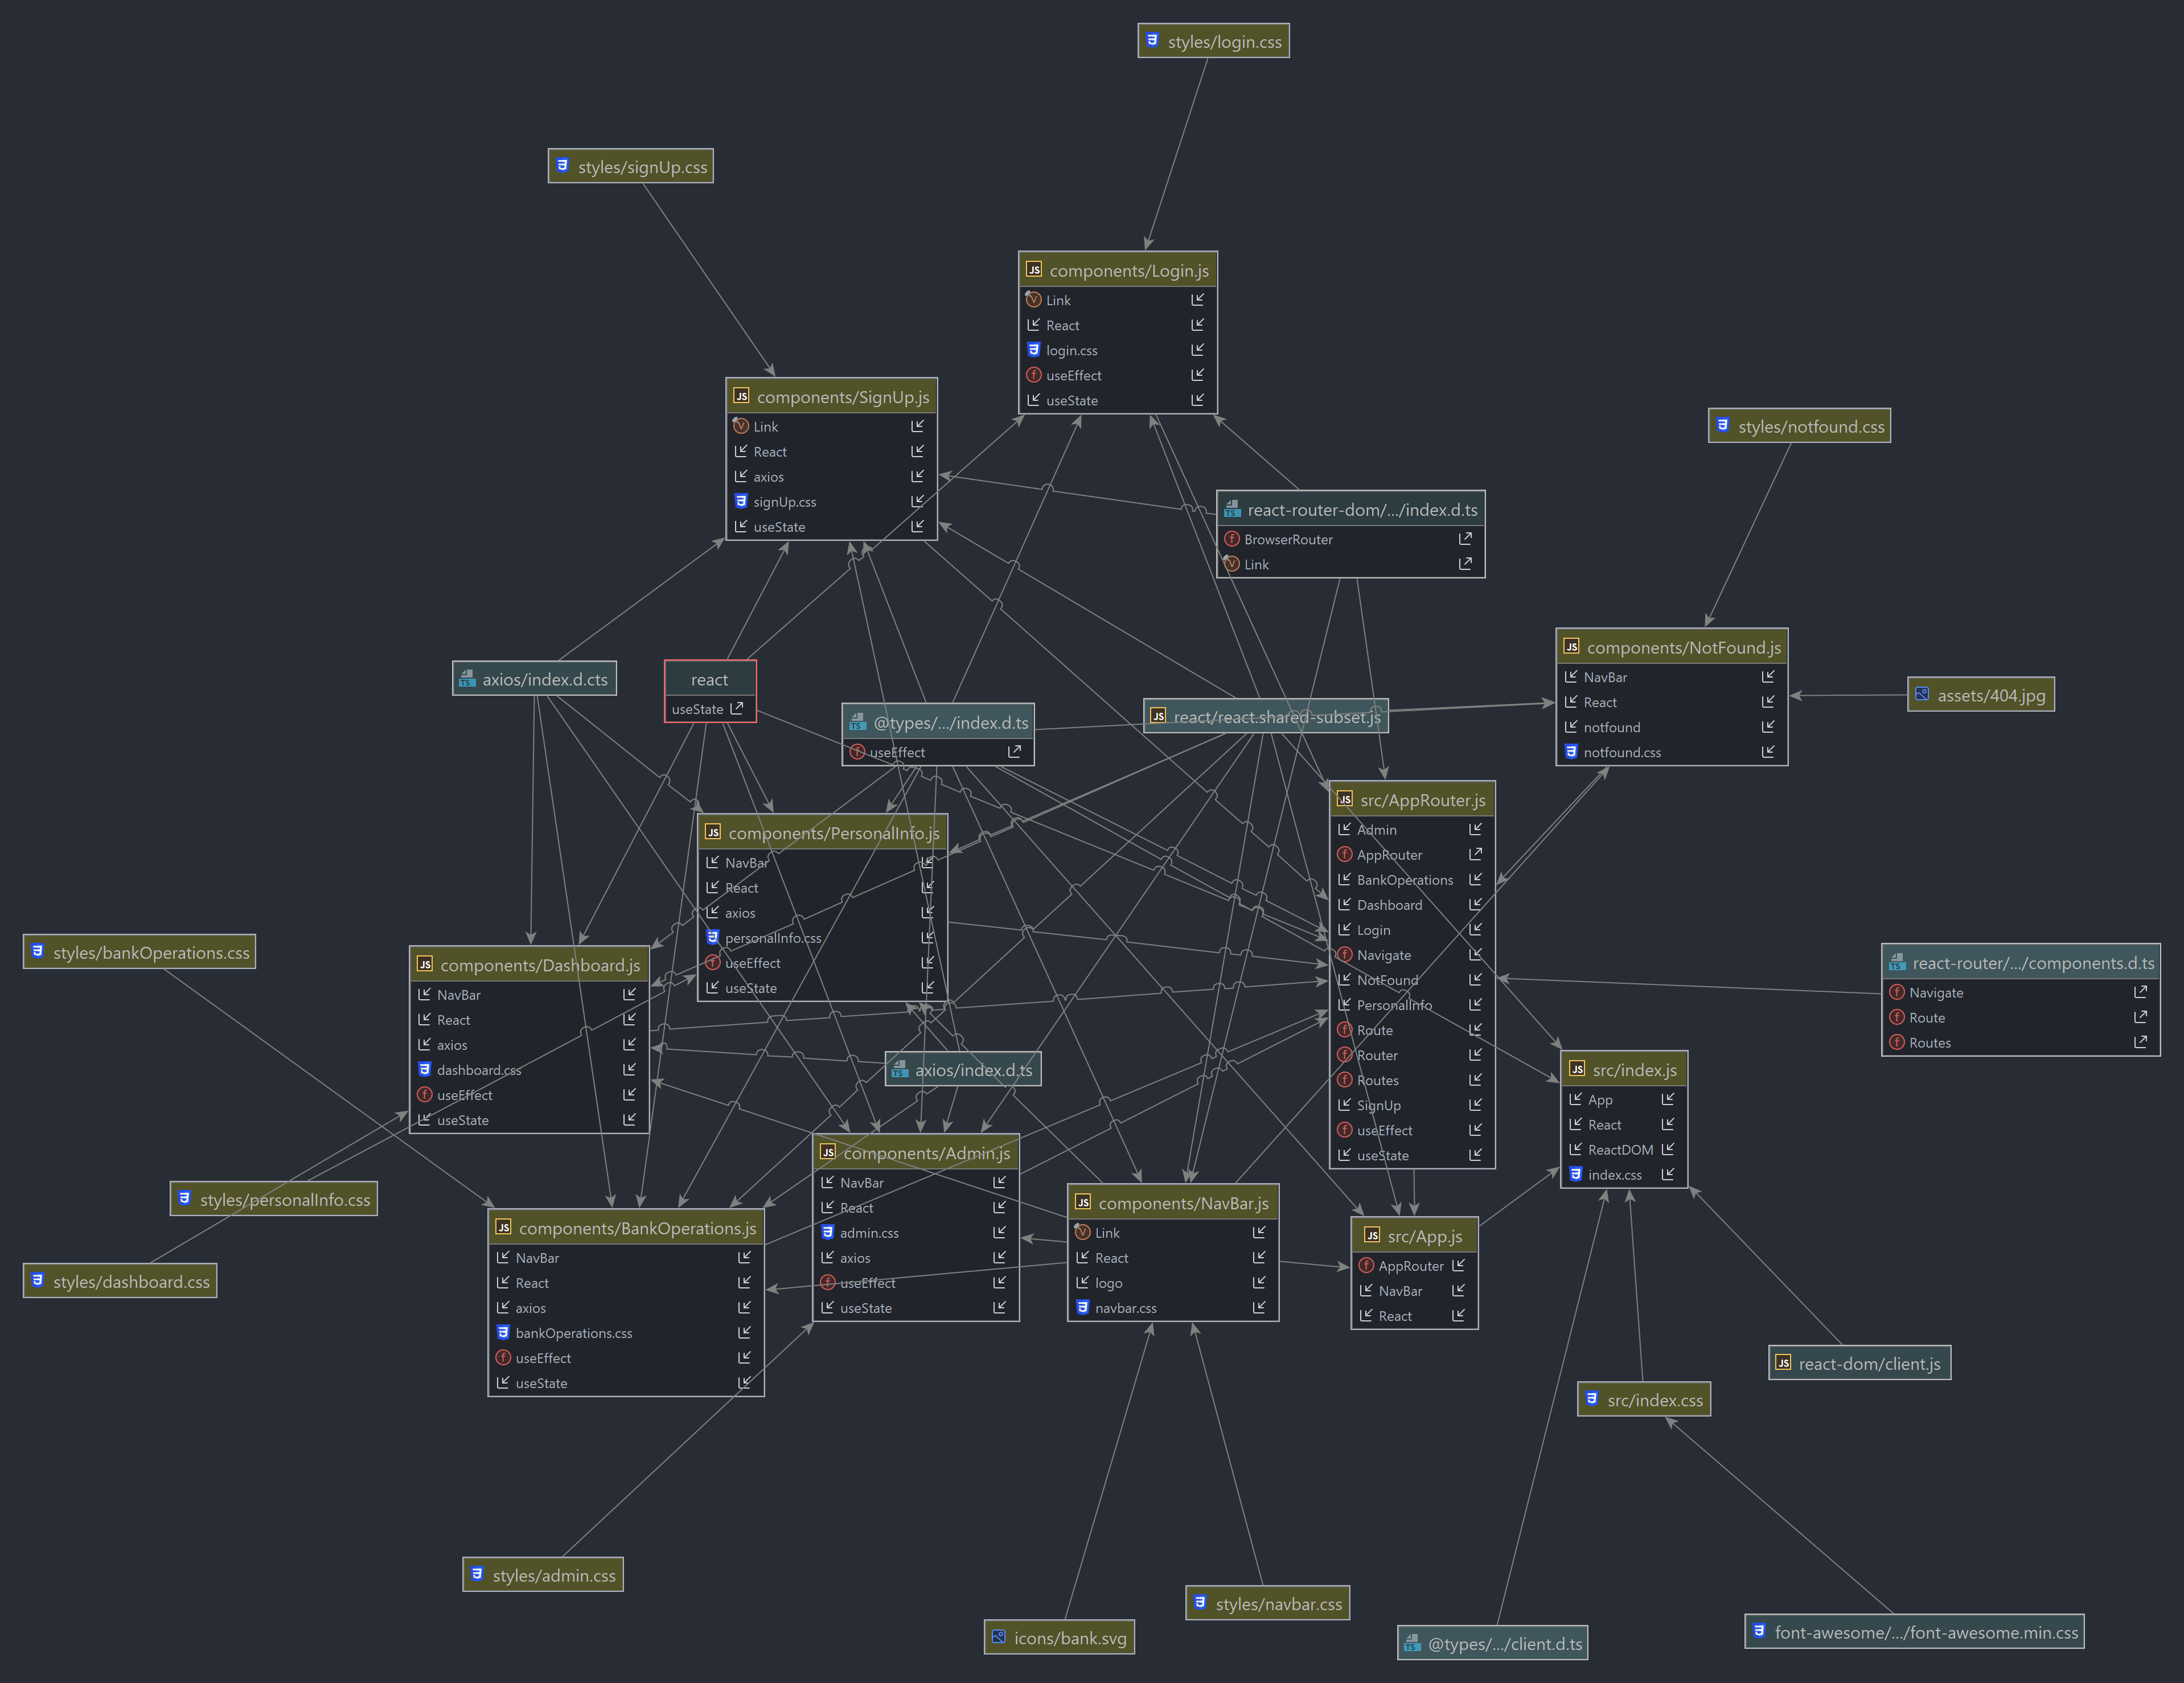 styles/login.css
styles/signUp.css
components/Login.js
Link
React
login.css
useEffect
useState
components/SignUp.js
Link
React
axios
signUp.css
useState
styles/notfound.css
react-router-dom/.../index.d.ts
BrowserRouter
Link
components/NotFound.js
NavBar
React
notfound
notfound.css
assets/404.jpg
axios/index.d.cts
react
useState
@types/.../index.d.ts
useEffect
react/react.shared-subset.js
src/AppRouter.js
Admin
AppRouter
BankOperations
Dashboard
Login
Navigate
NotFound
PersonalInfo
Route
Router
Routes
SignUp
useEffect
useState
components/PersonalInfo.js
NavBar
React
axios
personalInfo.css
useEffect
useState
styles/bankOperations.css
components/Dashboard.js
NavBar
React
axios
dashboard.css
useEffect
useState
react-router/.../components.d.ts
Navigate
Route
Routes
axios/index.d.ts
src/index.js
App
React
ReactDOM
index.css
components/Admin.js
NavBar
React
admin.css
axios
useEffect
useState
styles/personalInfo.css
components/NavBar.js
Link
React
logo
navbar.css
components/BankOperations.js
NavBar
React
axios
bankOperations.css
useEffect
useState
src/App.js
AppRouter
NavBar
React
styles/dashboard.css
react-dom/client.js
src/index.css
styles/admin.css
styles/navbar.css
icons/bank.svg
@types/.../client.d.ts
font-awesome/.../font-awesome.min.css